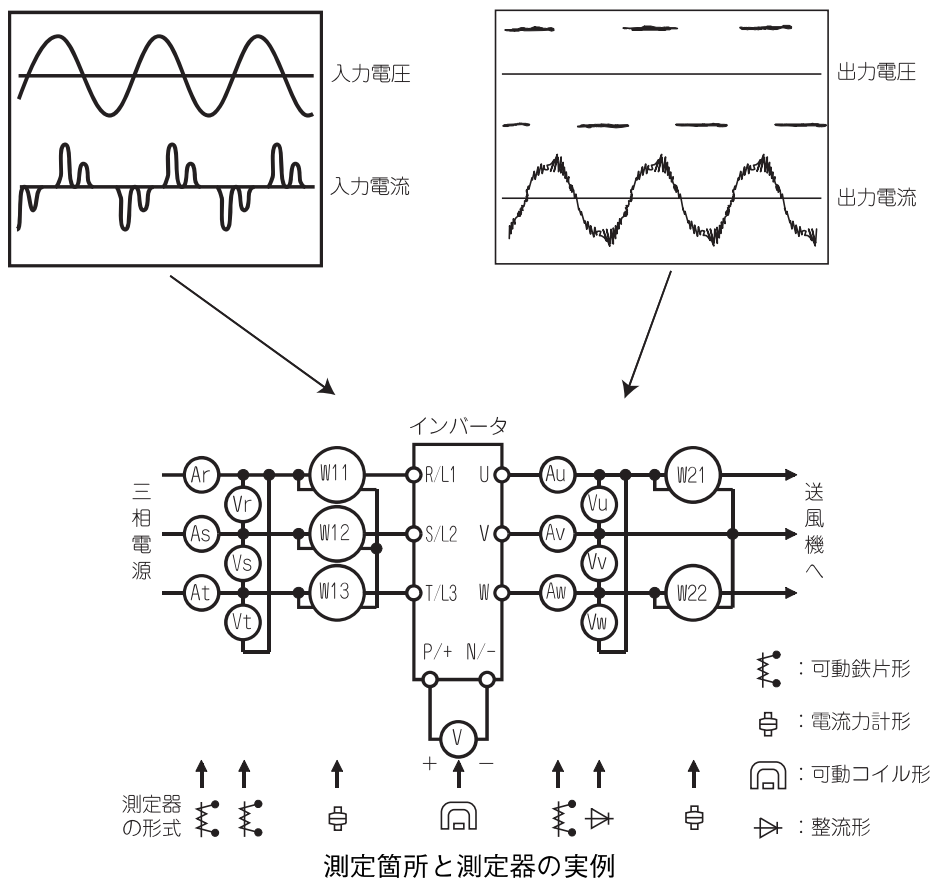 入力電圧
入力電流
出力電圧
出力電流
インバータ
三相電源
Ar
As
At
Vr
Vs
Vt
W11
W12
W13
R/L1
S/L2
T/L3
U
V
W
P/+ N/-
V
+ −
Au
Av
Aw
Vu
Vv
Vw
W21
W22
送風機へ
:可動鉄片形
:電流力計形
:可動コイル形
:整流形
測定器
の形式
測定箇所と測定器の実例